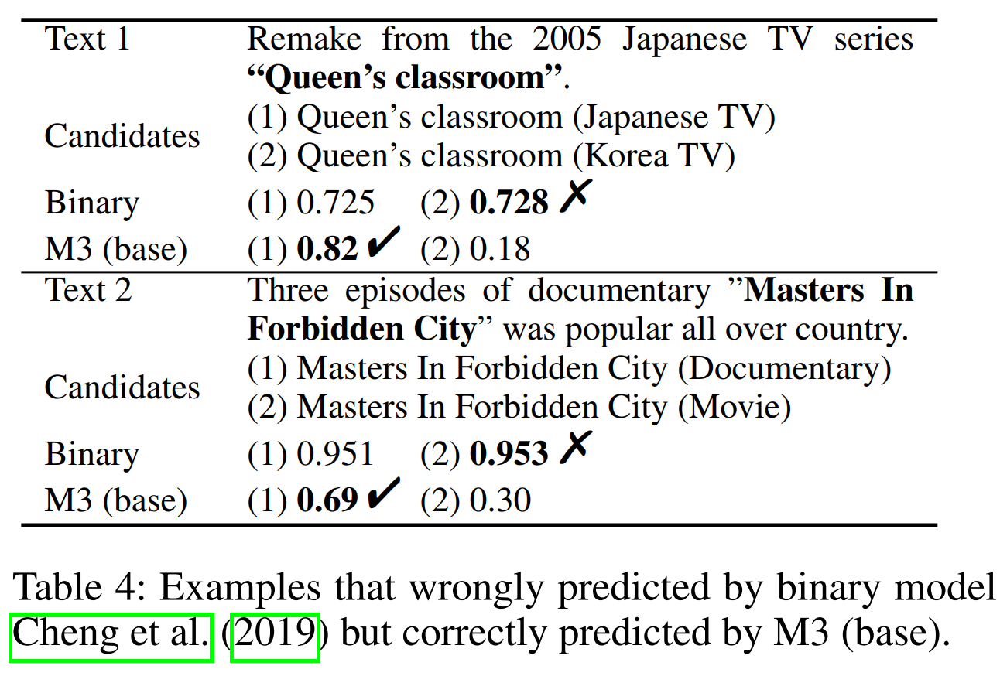 Text 1 Remake from the 2005 Japanese TV series
“Queen’s classroom”.
Candidates
(1) Queen’s classroom (Japanese TV)
(2) Queen’s classroom (Korea TV)
Binary (1) 0.725 (2) 0.728 ✗
M3 (base) (1) 0.82 ✓ (2) 0.18
Text 2 Three episodes of documentary ”Masters In
Forbidden City” was popular all over country.
Candidates
(1) Masters In Forbidden City (Documentary)
(2) Masters In Forbidden City (Movie)
Binary (1) 0.951 (2) 0.953 ✗
M3 (base) (1) 0.69 ✓ (2) 0.30
Table 4: Examples that wrongly predicted by binary model
Cheng et al. (2019) but correctly predicted by M3 (base).